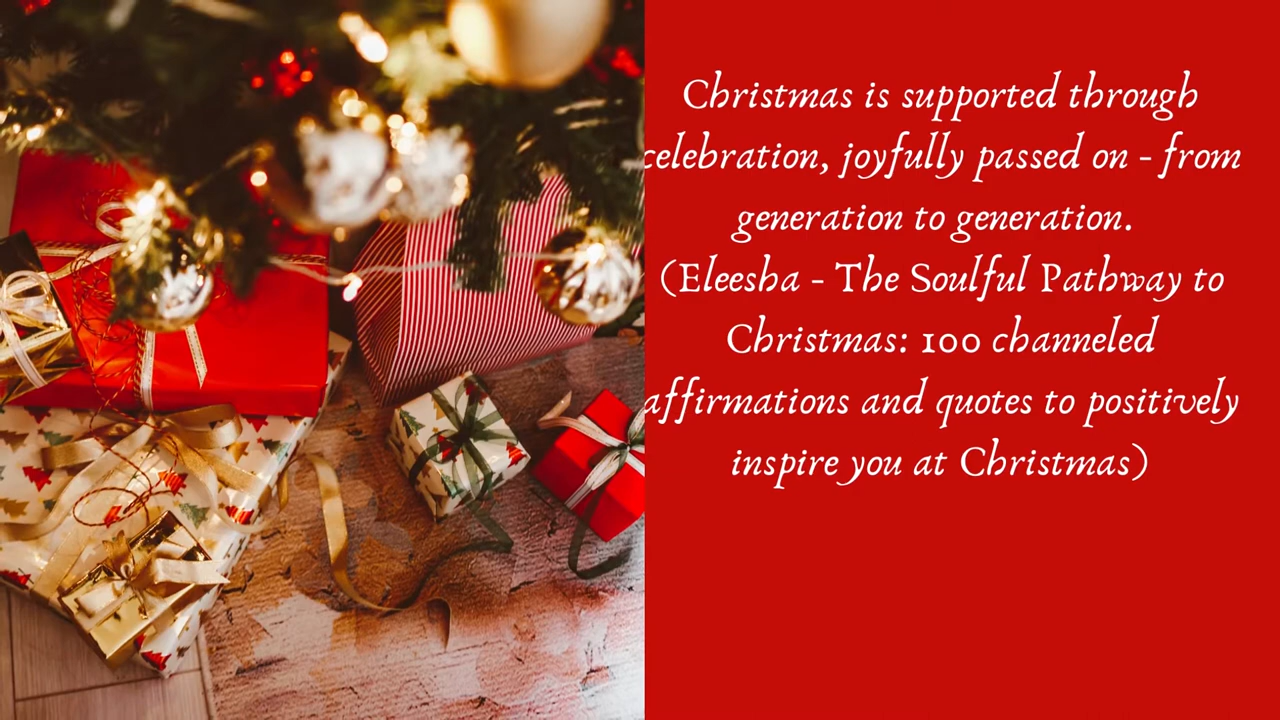 Christmas is supported through
celebration, joyfully passed on - from
generation to generation.
(Eleesha - The Soulful Pathway to
Christmas: 100 channeled
affirmations and quotes to positively
inspire you at Christmas)